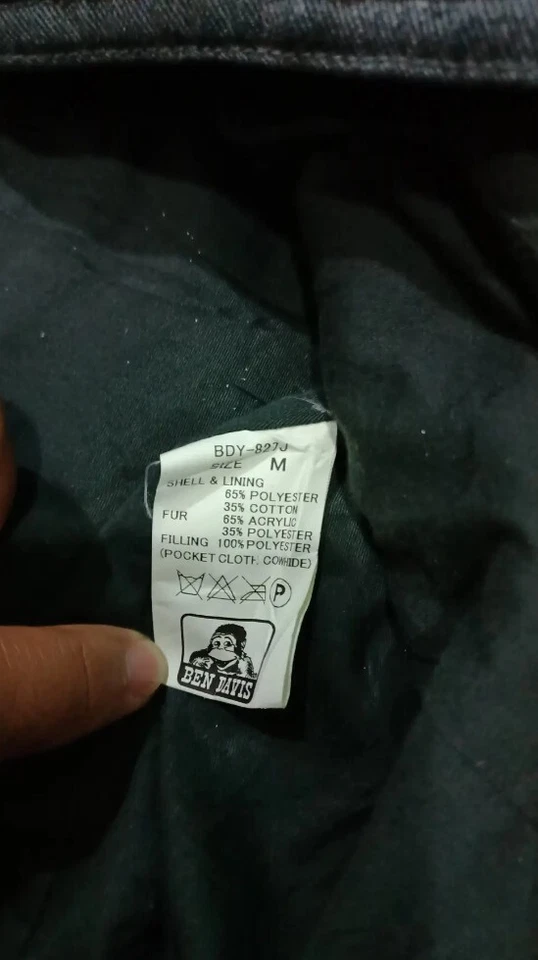 BDY-827J
SIZE M
SHELL & LINING
65% POLYESTER
35% COTTON
FUR 65% ACRYLIC
35% POLYESTER
FILLING 100% POLYESTER
(POCKET CLOTH: COWHIDE)
P
BEN DAVIS